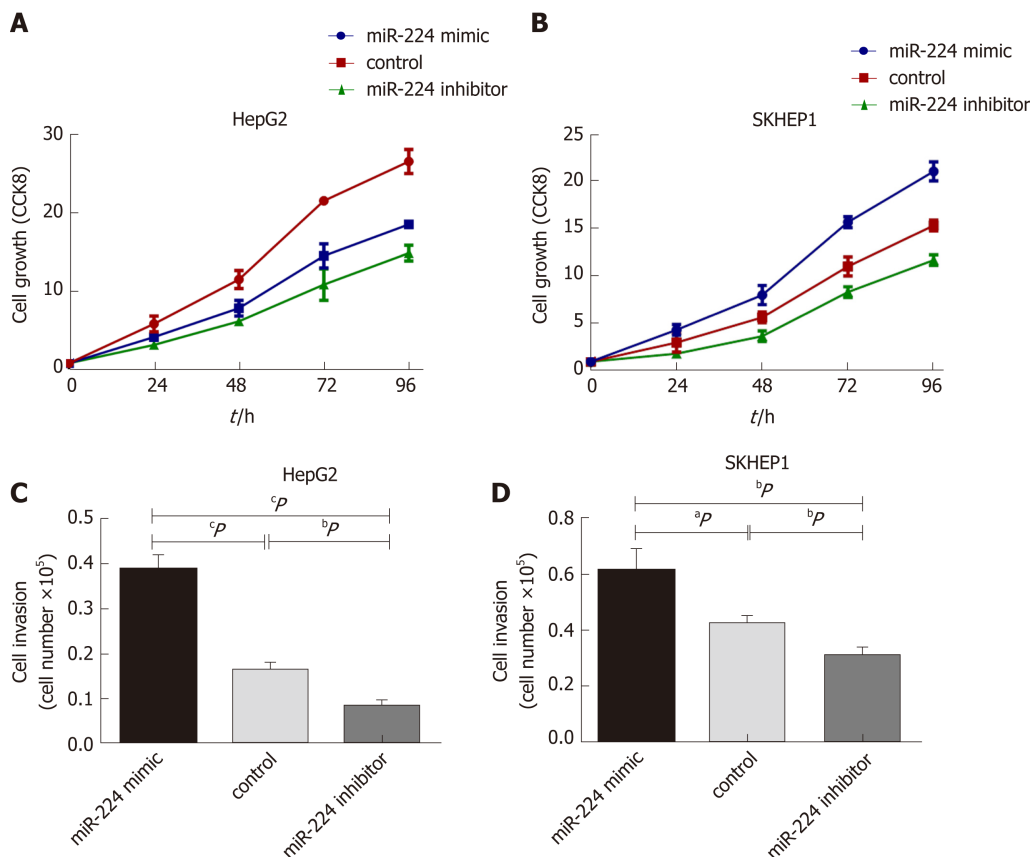 A
miR-224 mimic
control
miR-224 inhibitor
HepG2
Cell growth (CCK8)
30
20
10
0
0 24 48 72 96
t/h
B
miR-224 mimic
control
miR-224 inhibitor
SKHEP1
Cell growth (CCK8)
25
20
15
10
5
0
0 24 48 72 96
t/h
C
HepG2
cP
cP bP
Cell invasion
(cell number ×10⁵)
0.5
0.4
0.3
0.2
0.1
0.0
miR-224 mimic
control
miR-224 inhibitor
D
SKHEP1
bP
aP bP
Cell invasion
(cell number ×10⁵)
0.8
0.6
0.4
0.2
0.0
miR-224 mimic
control
miR-224 inhibitor